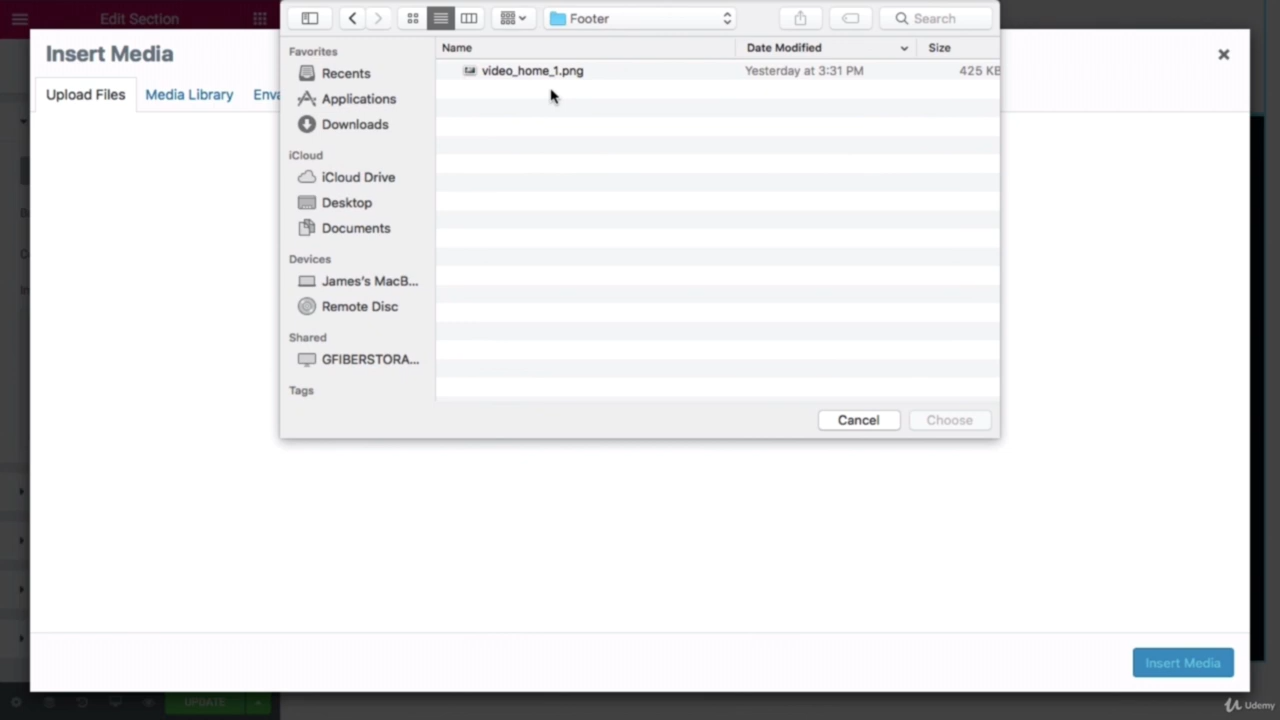 Edit Section
Footer
Search
Insert Media
Upload Files
Media Library
Enva
Favorites
Recents
Applications
Downloads
iCloud
iCloud Drive
Desktop
Documents
Devices
James's MacB...
Remote Disc
Shared
GFIBERSTORA...
Tags
Name
Date Modified
Size
video_home_1.png
Yesterday at 3:31 PM
425 KB
Cancel
Choose
Insert Media
UPDATE
Udemy